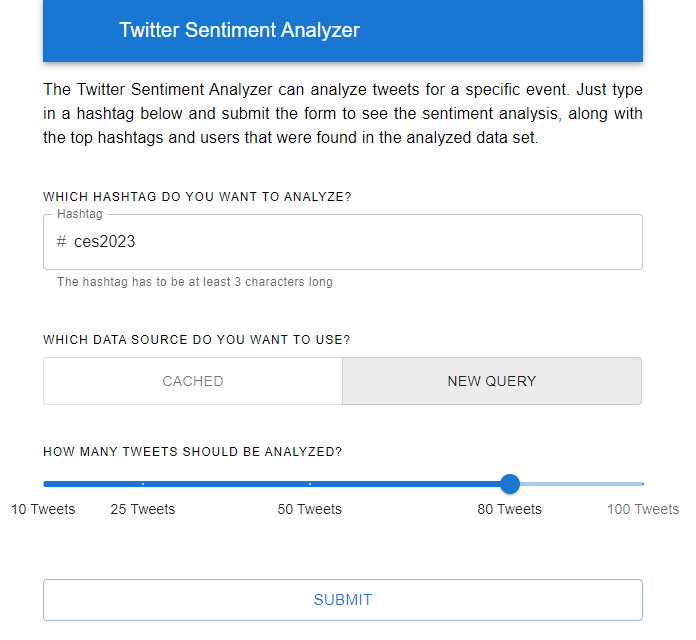 Twitter Sentiment Analyzer
The Twitter Sentiment Analyzer can analyze tweets for a specific event. Just type
in a hashtag below and submit the form to see the sentiment analysis, along with
the top hashtags and users that were found in the analyzed data set.
WHICH HASHTAG DO YOU WANT TO ANALYZE?
Hashtag
# ces2023
The hashtag has to be at least 3 characters long
WHICH DATA SOURCE DO YOU WANT TO USE?
CACHED NEW QUERY
HOW MANY TWEETS SHOULD BE ANALYZED?
10 Tweets 25 Tweets 50 Tweets 80 Tweets 100 Tweets
SUBMIT